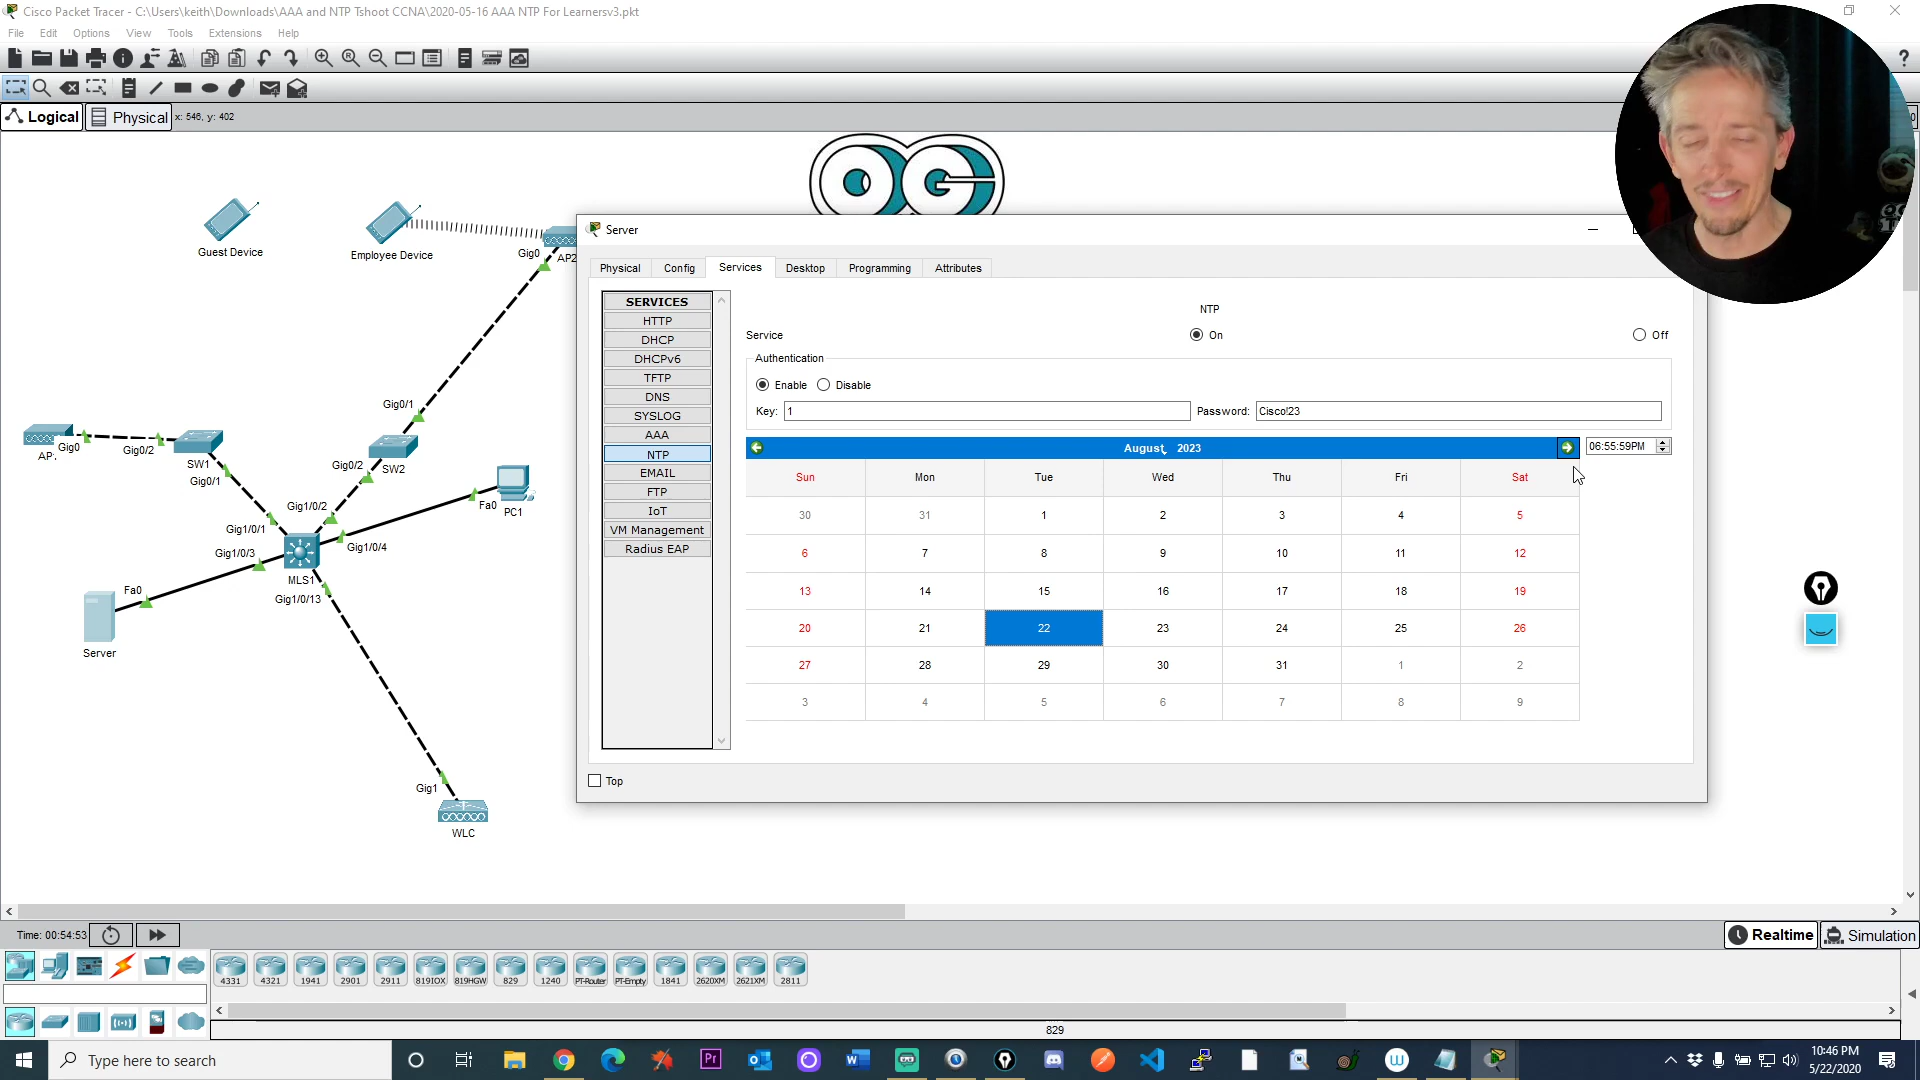 Cisco Packet Tracer - C:\Users\keith\Downloads\AAA and NTP Tshoot CCNA\2020-05-16 AAA NTP For Learnersv3.pkt
File Edit Options View Tools Extensions Help
Logical Physical x: 546, y: 402
OG
Guest Device
Employee Device
Gig0
AP2
Gig0/1
Gig0/2
SW2
Gig0
Gig0/2
SW1
Gig0/1
Gig1/0/2
Gig1/0/1
Gig1/0/3
Gig1/0/4
Fa0
PC1
MLS1
Gig1/0/13
Fa0
Server
Gig1
WLC
Server
Physical Config Services Desktop Programming Attributes
SERVICES
HTTP
DHCP
DHCPv6
TFTP
DNS
SYSLOG
AAA
NTP
EMAIL
FTP
IoT
VM Management
Radius EAP
NTP
Service On Off
Authentication
Enable Disable
Key: 1 Password: Cisco!23
August, 2023 06:55:59PM
Sun Mon Tue Wed Thu Fri Sat
30 31 1 2 3 4 5
6 7 8 9 10 11 12
13 14 15 16 17 18 19
20 21 22 23 24 25 26
27 28 29 30 31 1 2
3 4 5 6 7 8 9
Top
Time: 00:54:53
Realtime Simulation
4331 4321 1941 2901 2911 819IOX 819HGW 829 1240 PT-Router PT-Empty 1841 2620XM 2621XM 2811
829
Type here to search
10:46 PM
5/22/2020